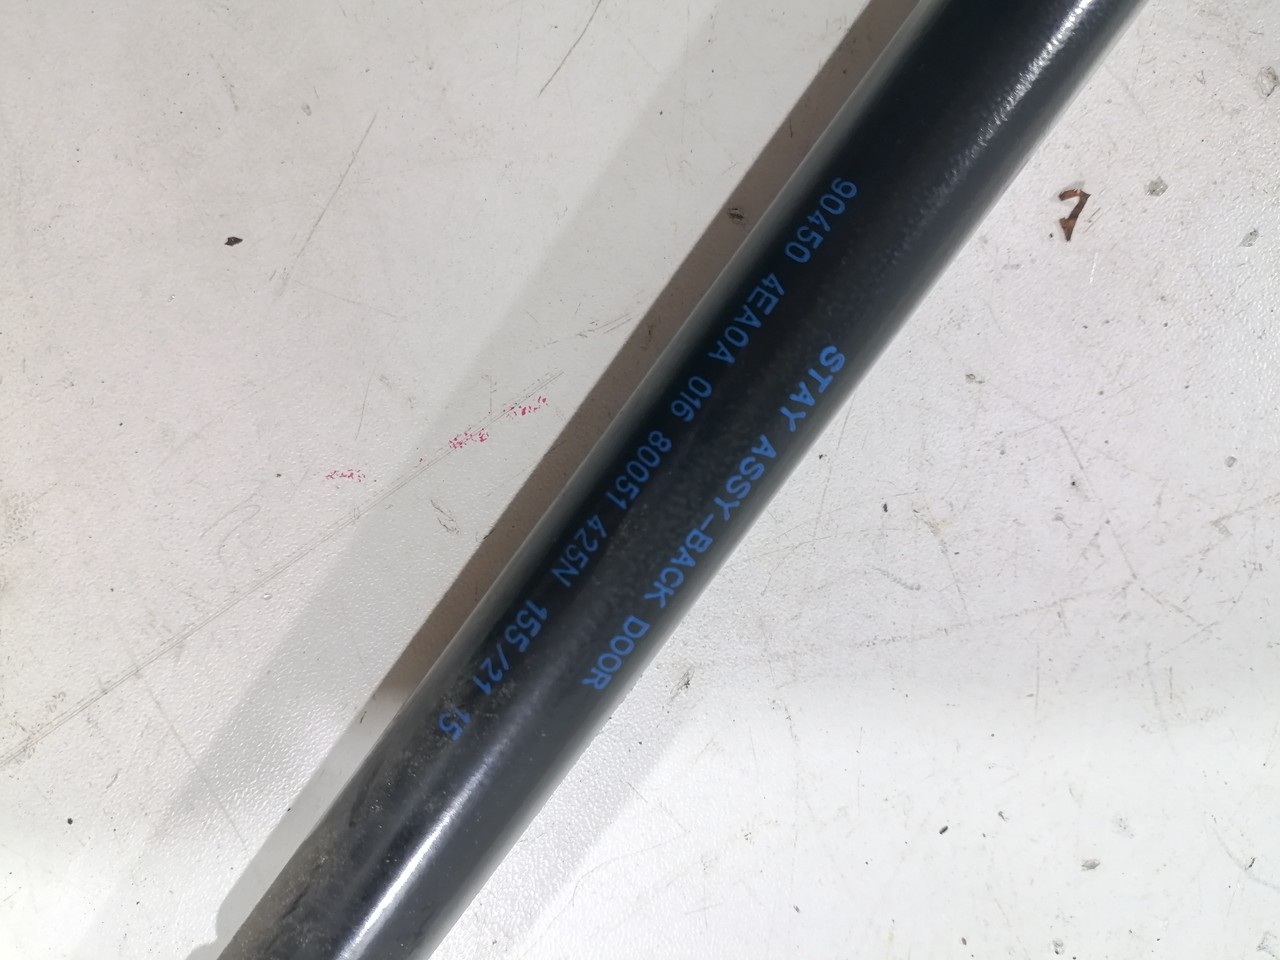 STAY ASSY-BACK DOOR
90450 4EA0A 016 80051 425N 155/21 15